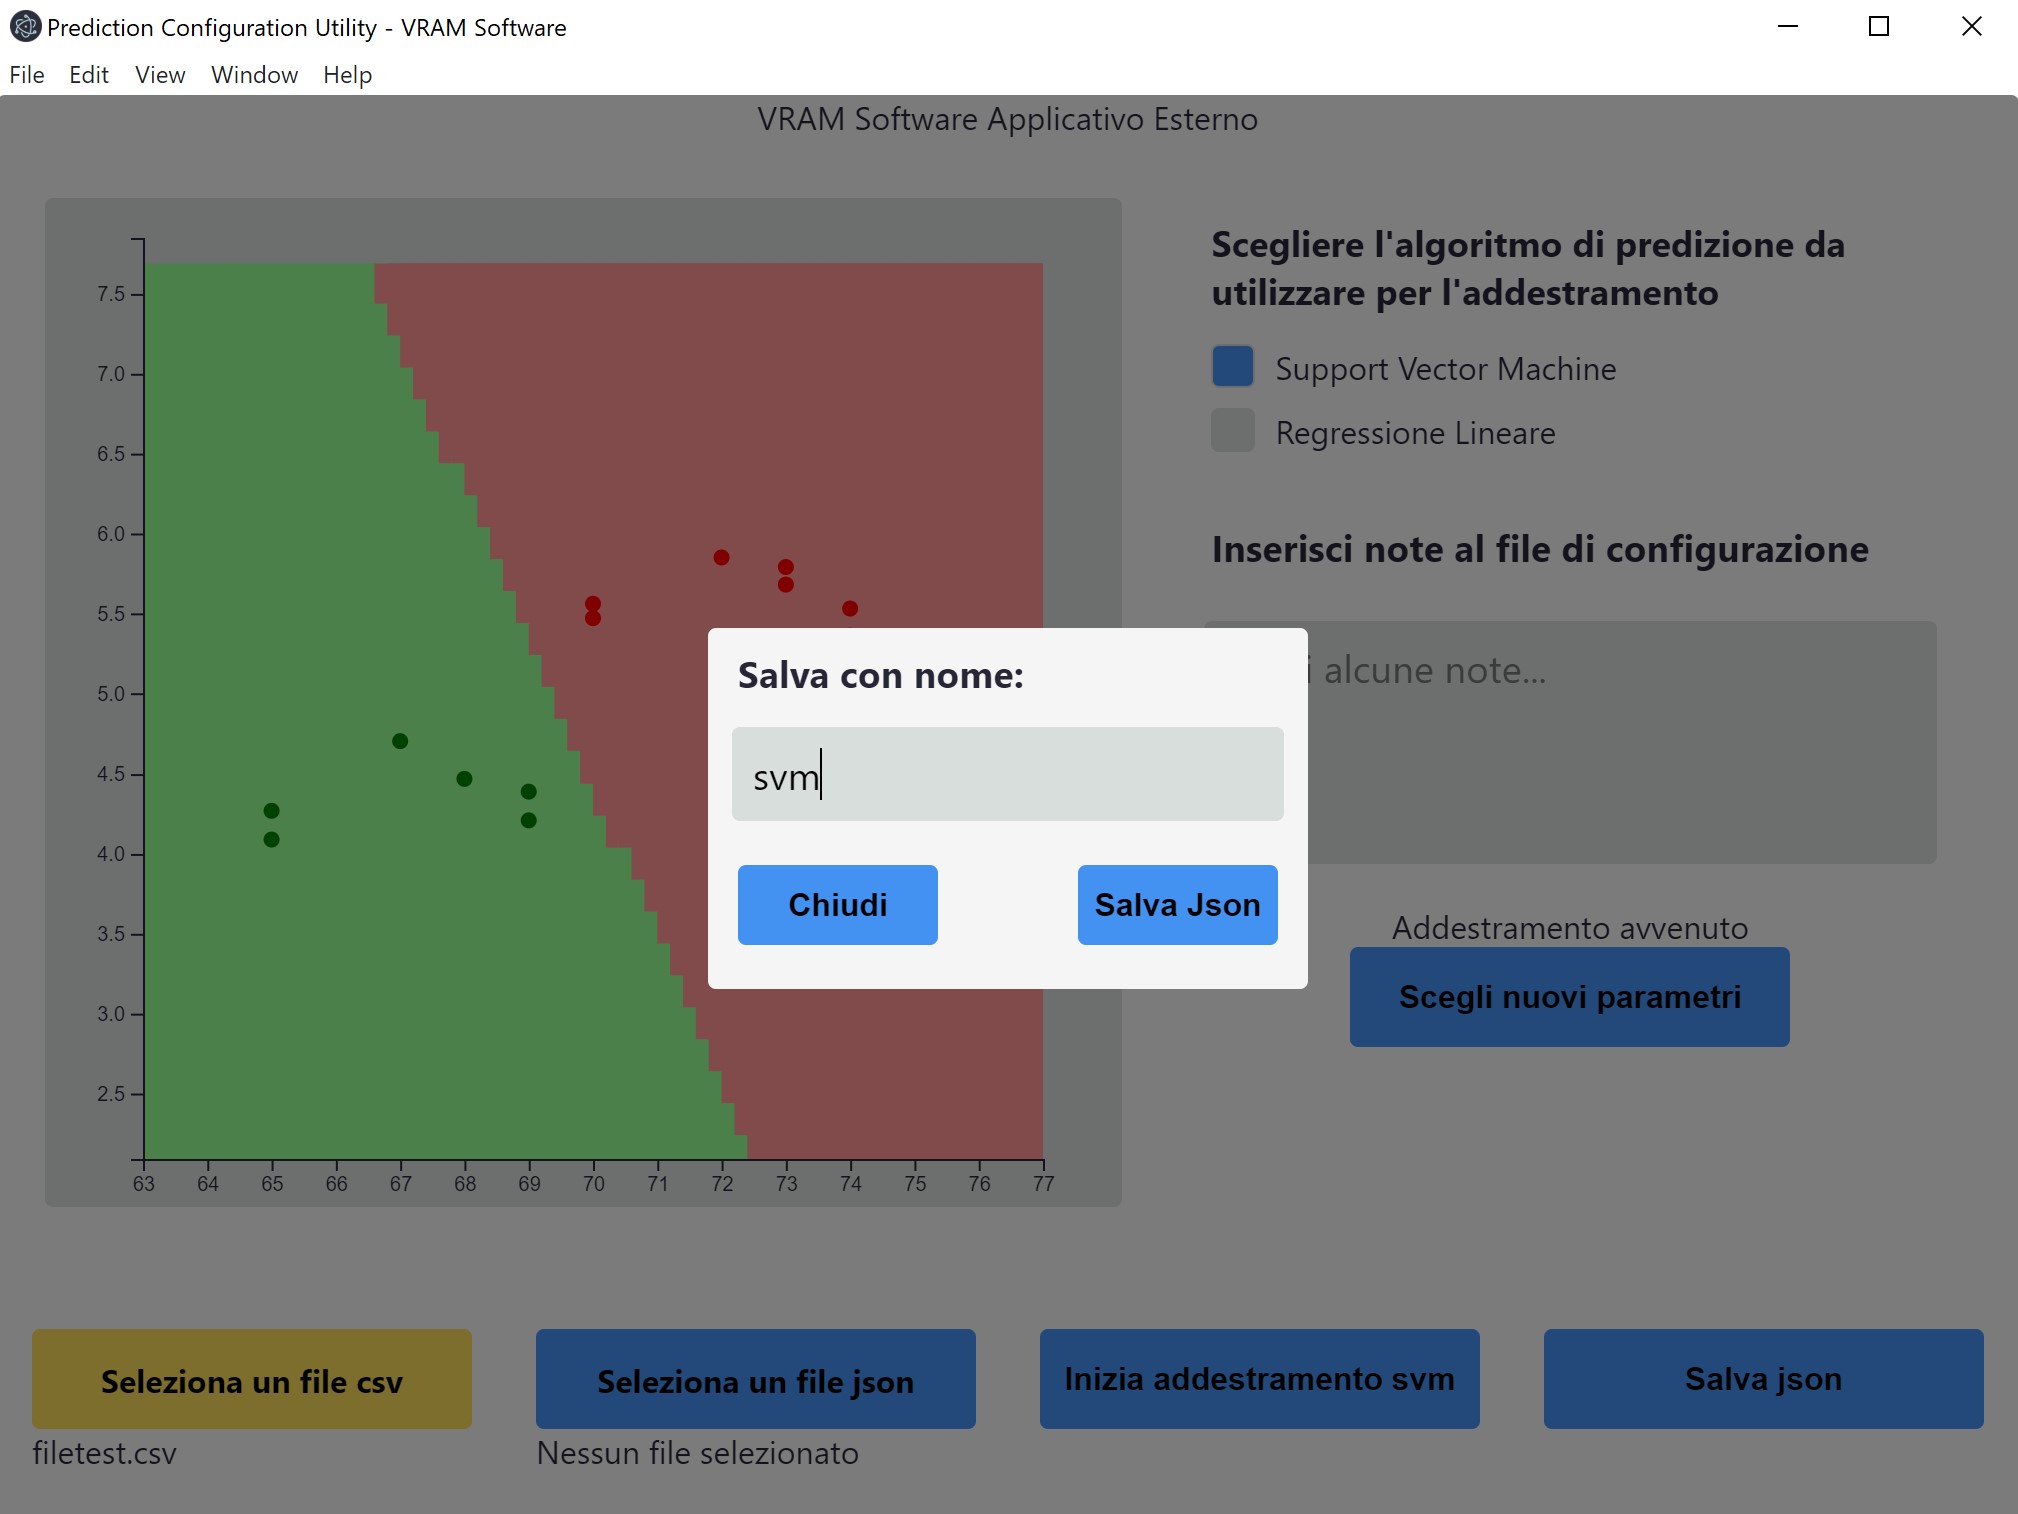 Prediction Configuration Utility - VRAM Software
File Edit View Window Help
VRAM Software Applicativo Esterno
7.5
7.0
6.5
6.0
5.5
5.0
4.5
4.0
3.5
3.0
2.5
63 64 65 66 67 68 69 70 71 72 73 74 75 76 77
Scegliere l'algoritmo di predizione da
utilizzare per l'addestramento
Support Vector Machine
Regressione Lineare
Inserisci note al file di configurazione
alcune note...
Salva con nome:
svm
Chiudi
Salva Json
Addestramento avvenuto
Scegli nuovi parametri
Seleziona un file csv
Seleziona un file json
Inizia addestramento svm
Salva json
filetest.csv
Nessun file selezionato